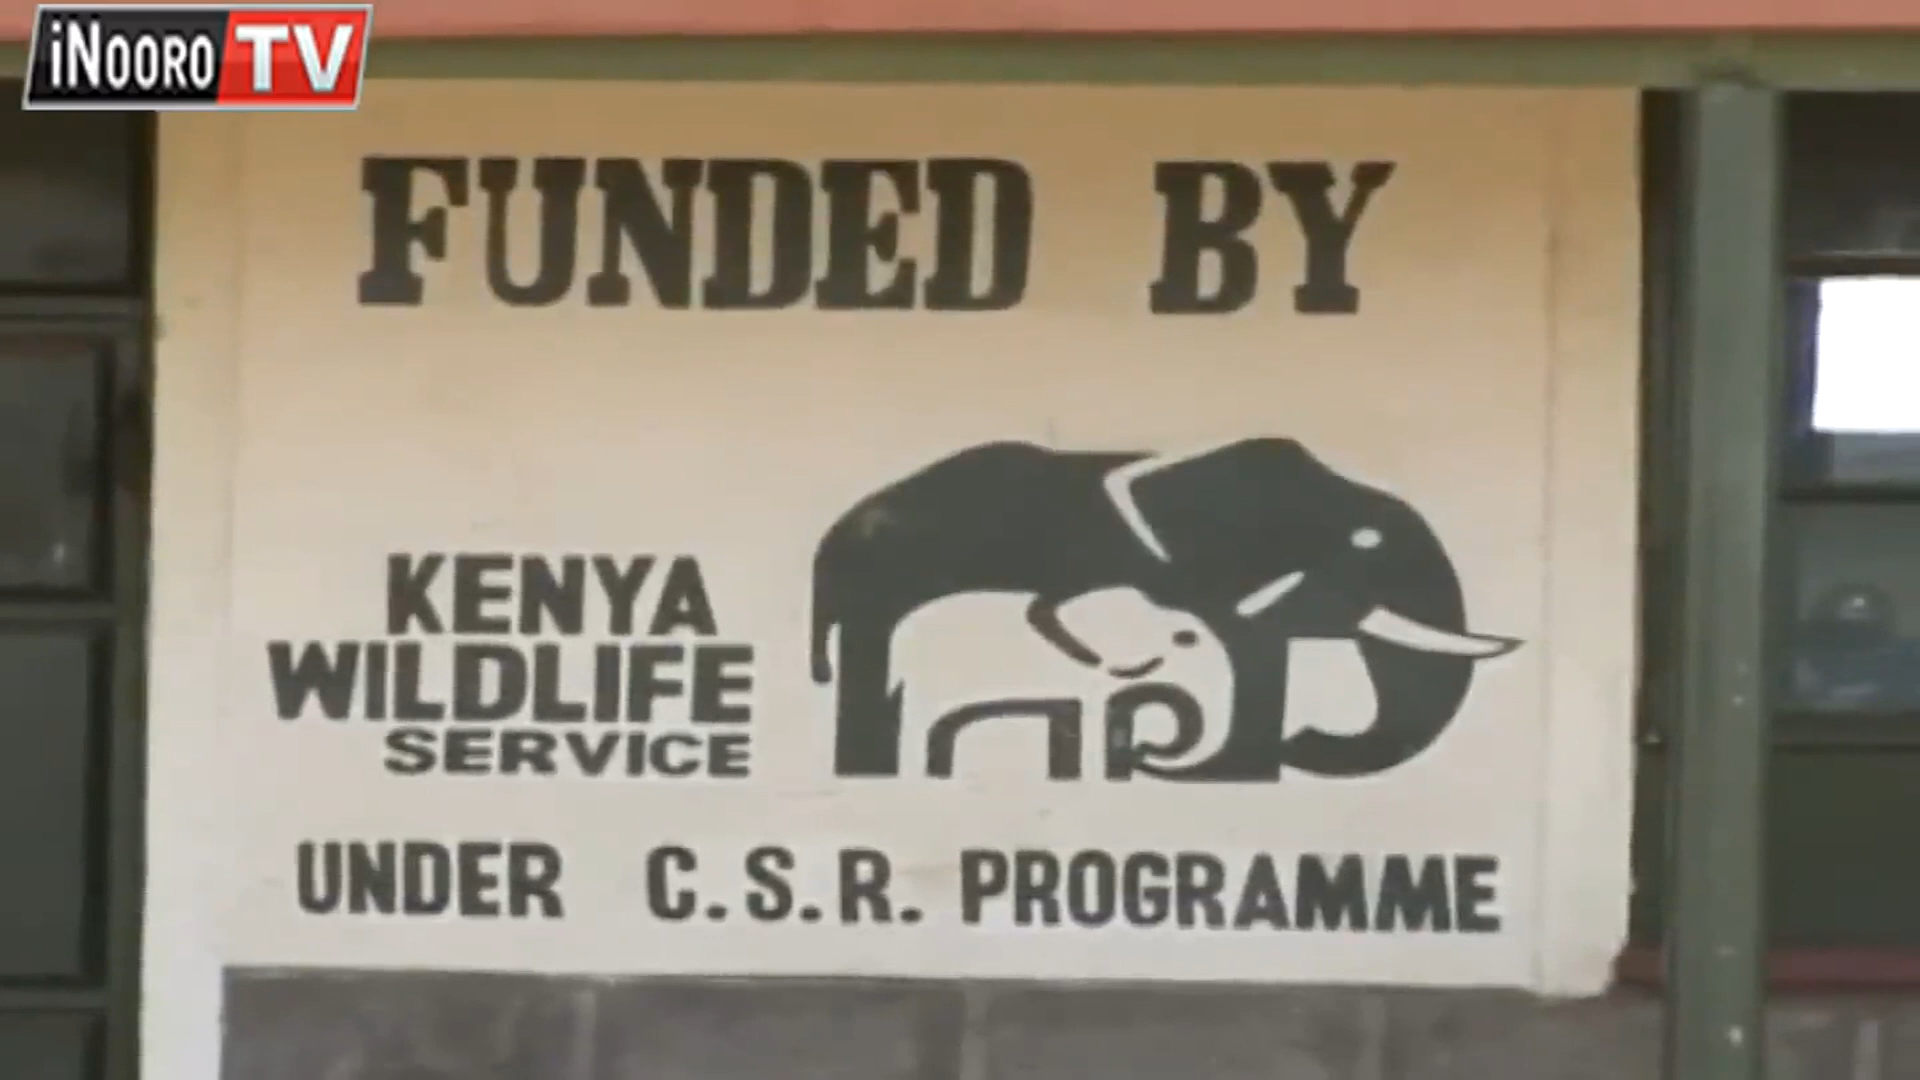 iNOORO TV
FUNDED BY
KENYA
WILDLIFE
SERVICE
UNDER C.S.R. PROGRAMME